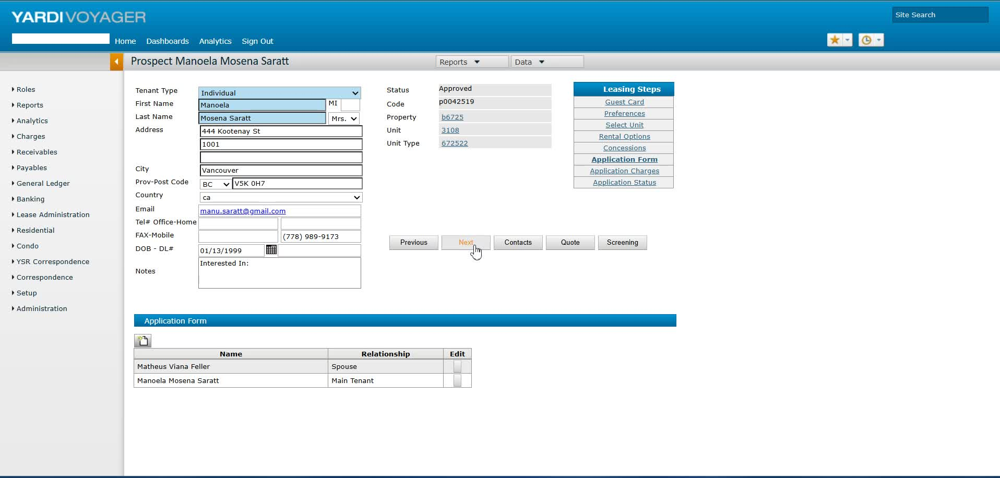 YARDI VOYAGER
Site Search
Home Dashboards Analytics Sign Out
Prospect Manoela Mosena Saratt
Reports Data
Roles
Reports
Analytics
Charges
Receivables
Payables
General Ledger
Banking
Lease Administration
Residential
Condo
YSR Correspondence
Correspondence
Setup
Administration
Tenant Type Individual
First Name Manoela MI
Last Name Mosena Saratt Mrs.
Address 444 Kootenay St
1001
City Vancouver
Prov-Post Code BC V5K 0H7
Country ca
Email manu.saratt@gmail.com
Tel# Office-Home
FAX-Mobile (778) 989-9173
DOB - DL# 01/13/1999
Notes Interested In:
Status Approved
Code p0042519
Property b6725
Unit 3108
Unit Type 672522
Leasing Steps
Guest Card
Preferences
Select Unit
Rental Options
Concessions
Application Form
Application Charges
Application Status
Previous Next Contacts Quote Screening
Application Form
Name Relationship Edit
Matheus Viana Feller Spouse
Manoela Mosena Saratt Main Tenant